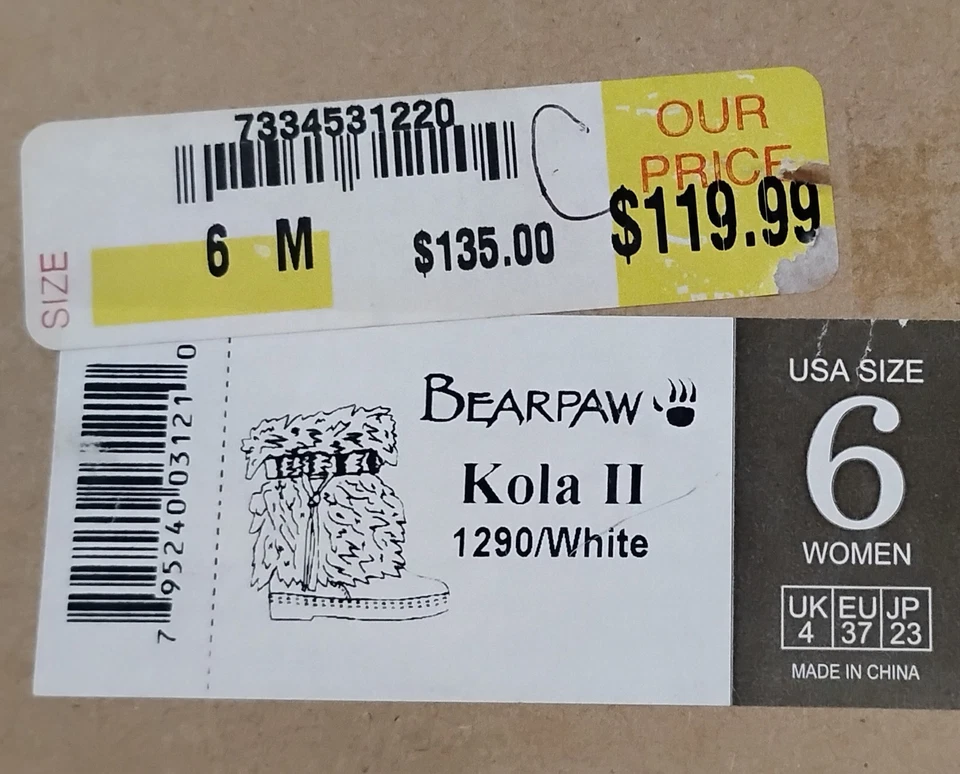 7334531220
OUR
PRICE
SIZE
6 M
$135.00
$119.99
7 95240 03121 0
BEARPAW
Kola II
1290/White
USA SIZE
6
WOMEN
UK EU JP
4 37 23
MADE IN CHINA